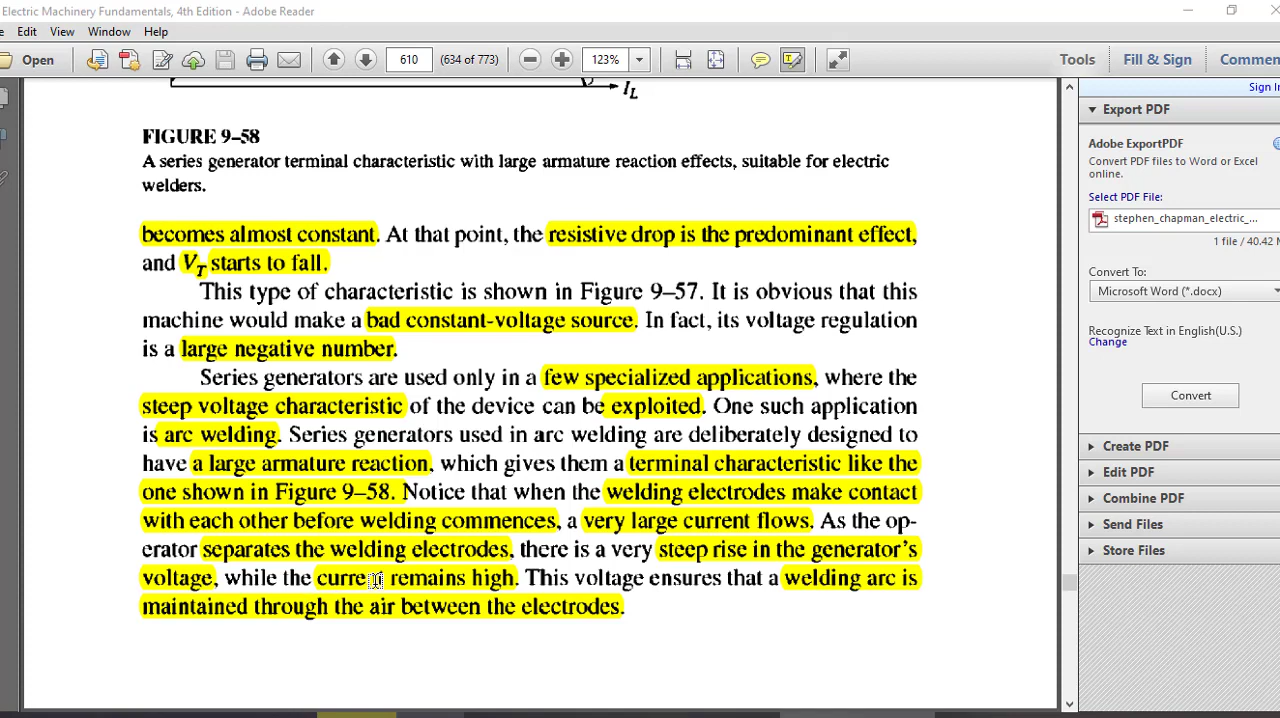 Electric Machinery Fundamentals, 4th Edition - Adobe Reader
Edit View Window Help
Open 610 (634 of 773) 123% Tools Fill & Sign Commen
Sign In
I_L
FIGURE 9–58
A series generator terminal characteristic with large armature reaction effects, suitable for electric
welders.
becomes almost constant. At that point, the resistive drop is the predominant effect,
and V_T starts to fall.
This type of characteristic is shown in Figure 9–57. It is obvious that this
machine would make a bad constant-voltage source. In fact, its voltage regulation
is a large negative number.
Series generators are used only in a few specialized applications, where the
steep voltage characteristic of the device can be exploited. One such application
is arc welding. Series generators used in arc welding are deliberately designed to
have a large armature reaction, which gives them a terminal characteristic like the
one shown in Figure 9–58. Notice that when the welding electrodes make contact
with each other before welding commences, a very large current flows. As the op-
erator separates the welding electrodes, there is a very steep rise in the generator's
voltage, while the current remains high. This voltage ensures that a welding arc is
maintained through the air between the electrodes.
Export PDF
Adobe ExportPDF
Convert PDF files to Word or Excel
online.
Select PDF File:
stephen_chapman_electric_...
1 file / 40.42 M
Convert To:
Microsoft Word (*.docx)
Recognize Text in English(U.S.)
Change
Convert
Create PDF
Edit PDF
Combine PDF
Send Files
Store Files